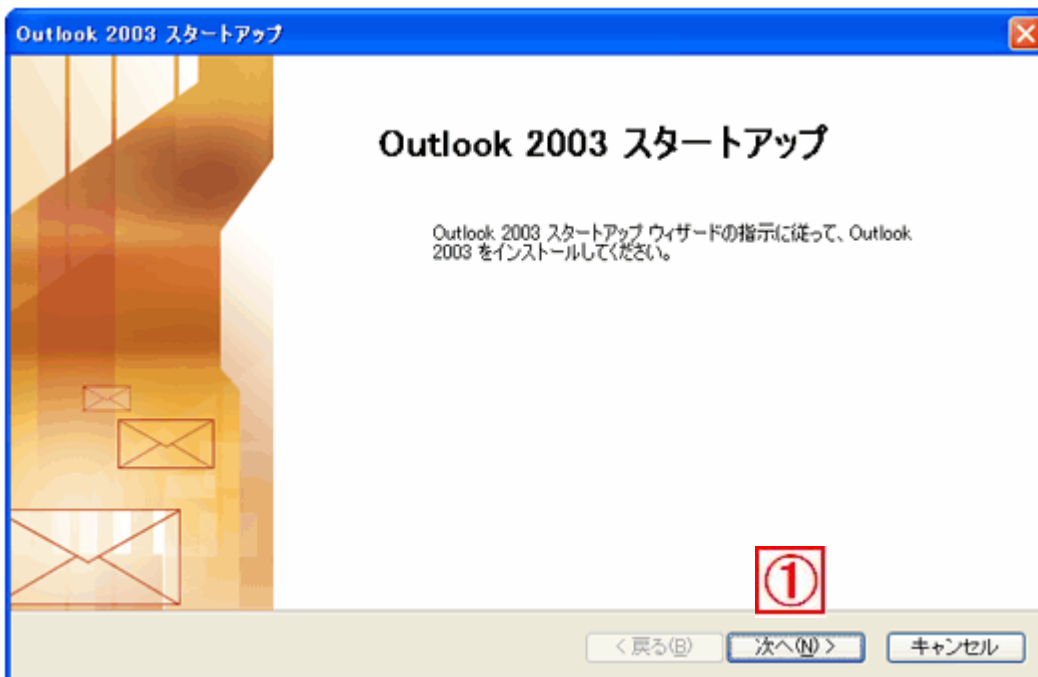 Outlook 2003 スタートアップ
Outlook 2003 スタートアップ
Outlook 2003 スタートアップ ウィザードの指示に従って、Outlook
2003 をインストールしてください。
①
< 戻る(B) 次へ(N) > キャンセル